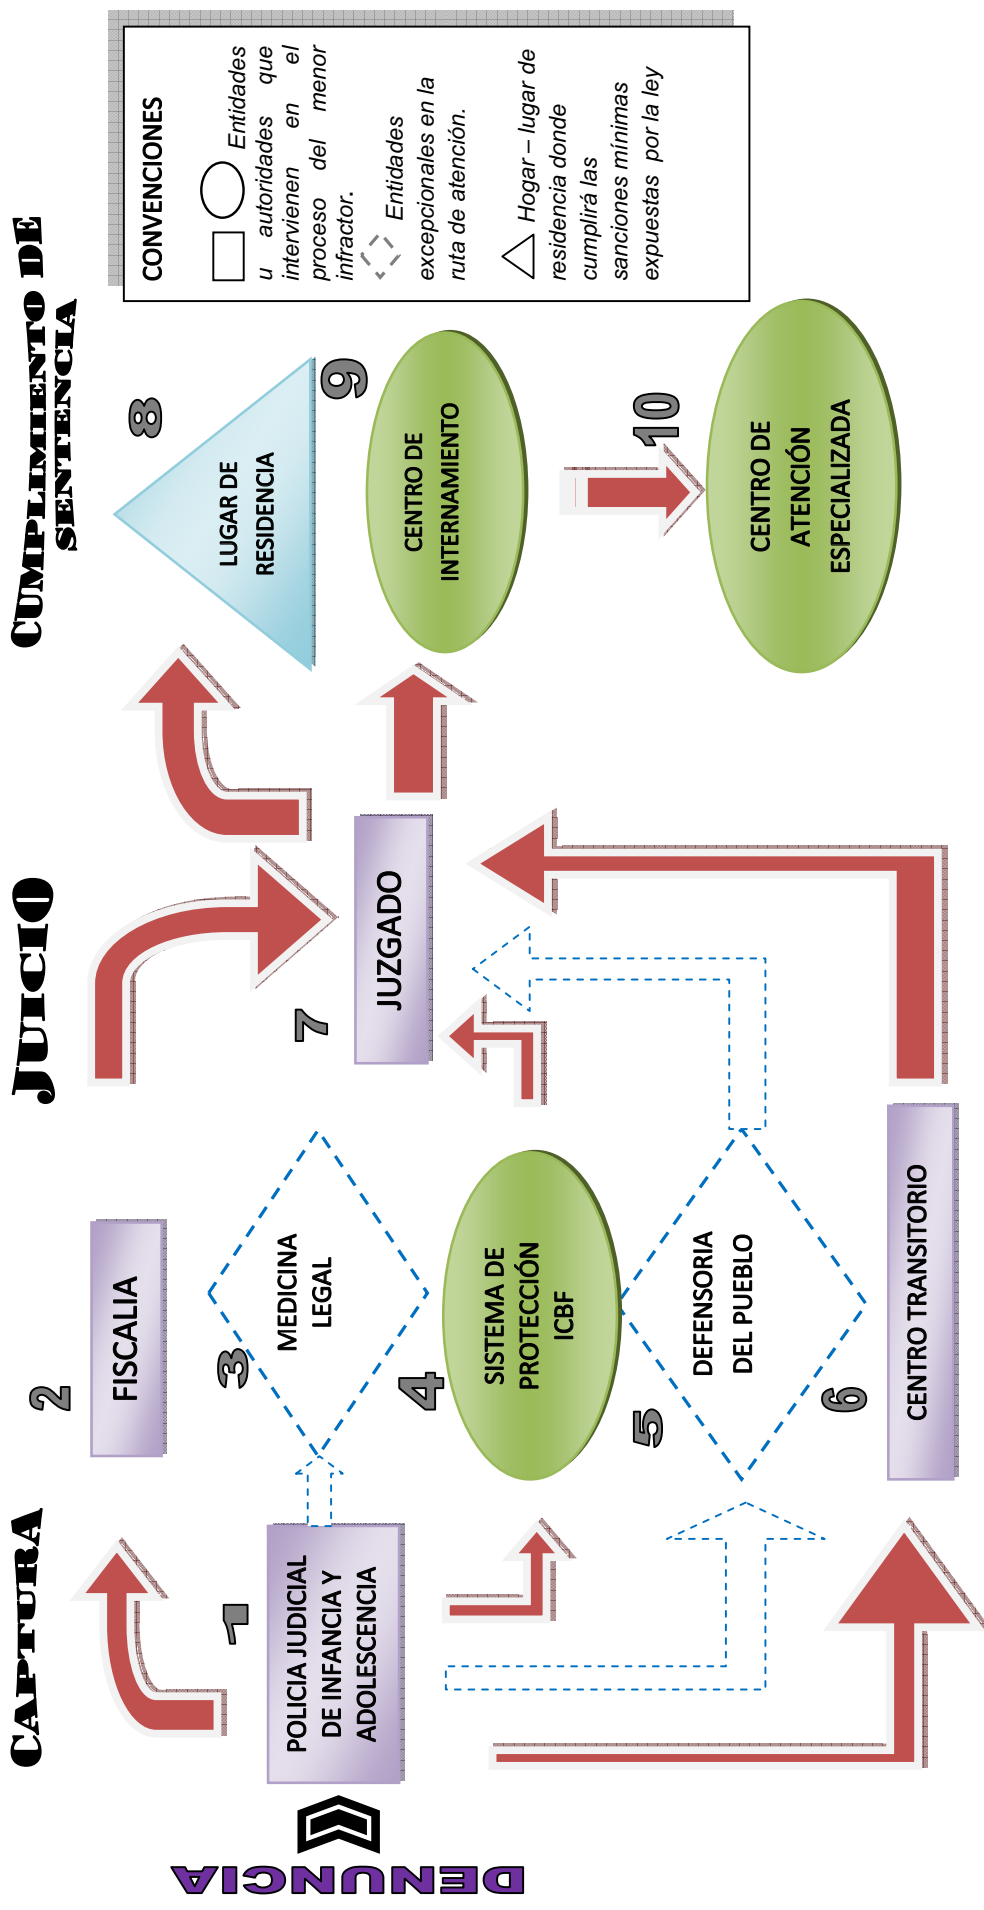 DENUNCIA
CAPTURA
JUICIO
CUMPLIMIENTO DE
SENTENCIA
1
POLICIA JUDICIAL
DE INFANCIA Y
ADOLESCENCIA
2
FISCALIA
3
MEDICINA
LEGAL
4
SISTEMA DE
PROTECCIÓN
ICBF
5
DEFENSORIA
DEL PUEBLO
6
CENTRO TRANSITORIO
7
JUZGADO
8
LUGAR DE
RESIDENCIA
9
CENTRO DE
INTERNAMIENTO
10
CENTRO DE
ATENCIÓN
ESPECIALIZADA
CONVENCIONES
Entidades
u autoridades que
intervienen en el
proceso del menor
infractor.
Entidades
excepcionales en la
ruta de atención.
Hogar – lugar de
residencia donde
cumplirá las
sanciones mínimas
expuestas por la ley